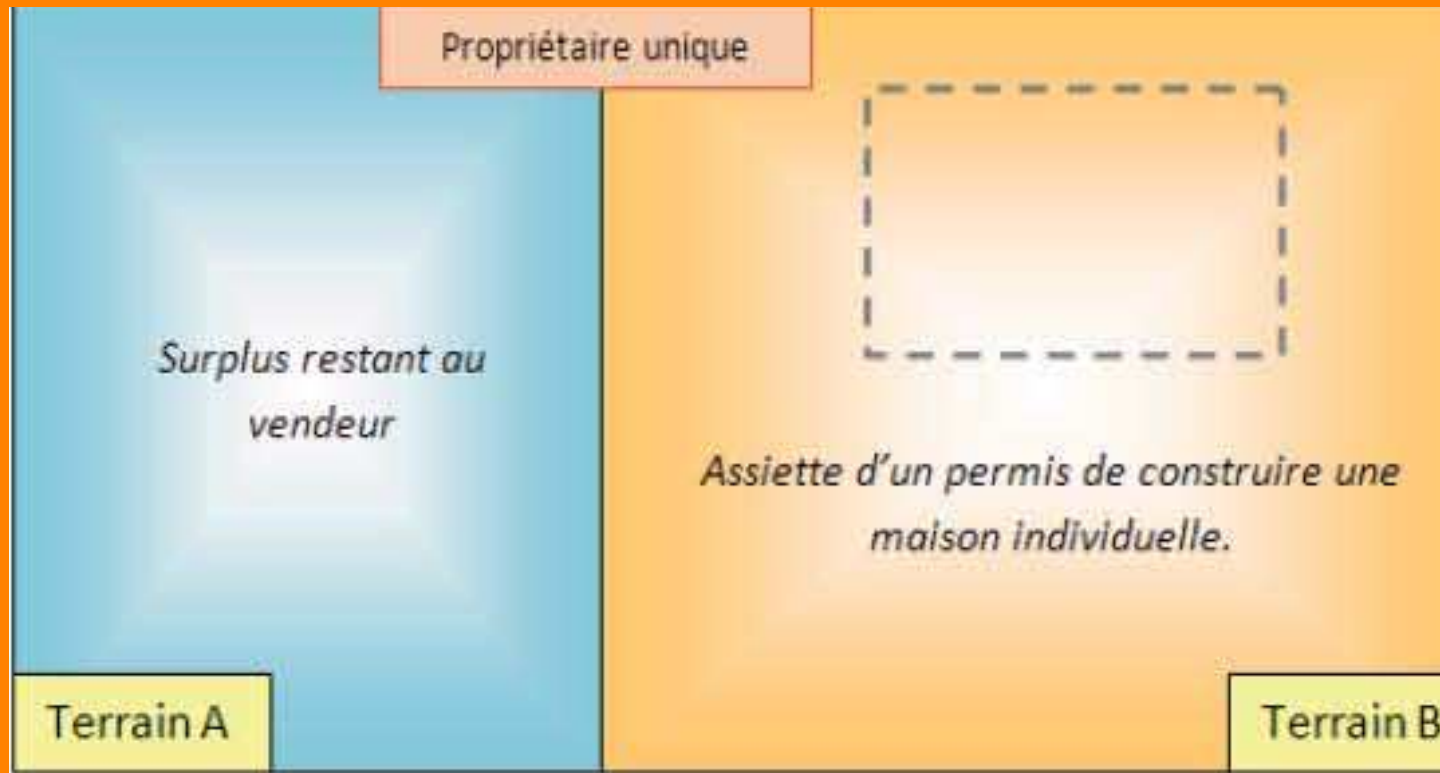 Propriétaire unique
Surplus restant au
vendeur
Assiette d'un permis de construire une
maison individuelle.
Terrain A
Terrain B